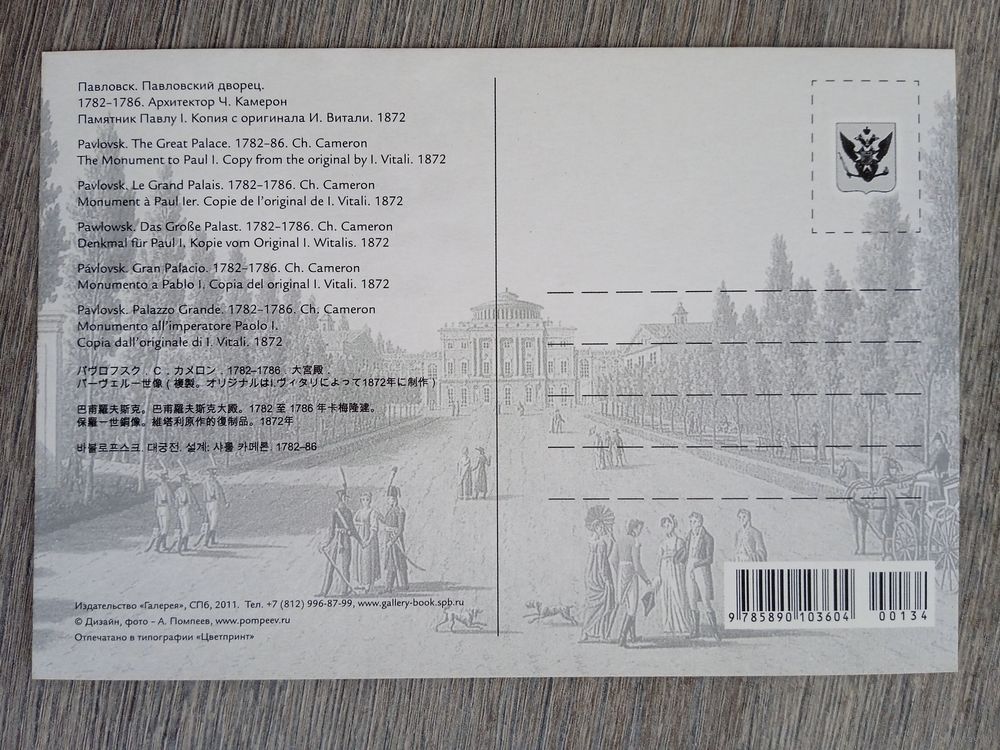 Павловск. Павловский дворец.
1782–1786. Архитектор Ч. Камерон
Памятник Павлу I. Копия с оригинала И. Витали. 1872
Pavlovsk. The Great Palace. 1782–86. Ch. Cameron
The Monument to Paul I. Copy from the original by I. Vitali. 1872
Pavlovsk. Le Grand Palais. 1782–1786. Ch. Cameron
Monument à Paul Ier. Copie de l'original de I. Vitali. 1872
Pawłowsk. Das Große Palast. 1782–1786. Ch. Cameron
Denkmal für Paul I. Kopie vom Original I. Witalis. 1872
Pávlovsk. Gran Palacio. 1782–1786. Ch. Cameron
Monumento a Pablo I. Copia del original I. Vitali. 1872
Pavlovsk. Palazzo Grande. 1782–1786. Ch. Cameron
Monumento all'imperatore Paolo I.
Copia dall'originale di I. Vitali. 1872
パヴロフスク . C . カメロン . 1782–1786 . 大宮殿 .
パーヴェル一世像 ( 複製。オリジナルはI.ヴィタリによって1872年に制作 )
巴甫羅夫斯克。巴甫羅夫斯克大殿。1782 至 1786 年卡梅隆建。
保羅一世銅像。維塔利原作的復制品。1872年
바블로프스크. 대궁전. 설계: 샤를 카메론 1782–86
Издательство «Галерея», СПб, 2011. Тел. +7 (812) 996-87-99, www.gallery-book.spb.ru
© Дизайн, фото – А. Помпеев, www.pompeev.ru
Отпечатано в типографии «Цветпринт»
9 785890 103604 00134